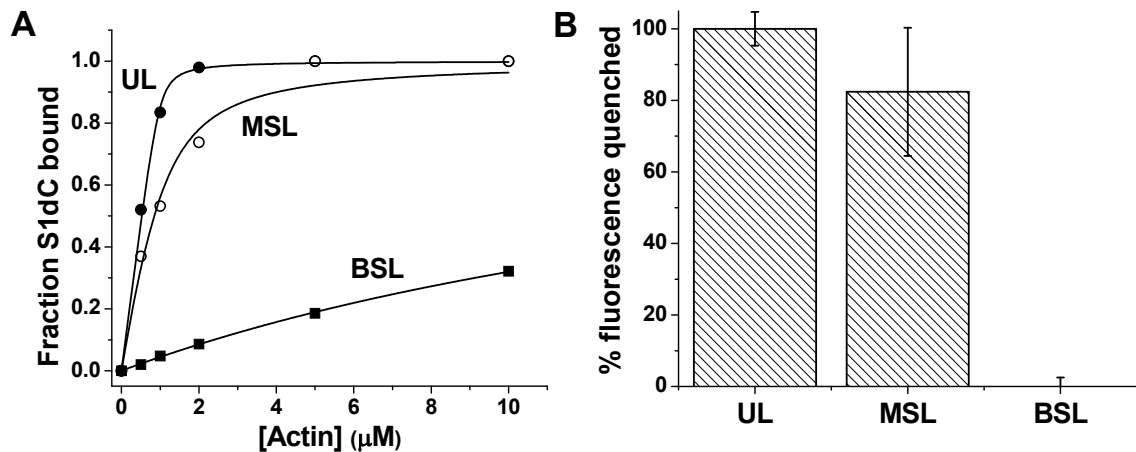 A
Fraction S1dC bound
1.0
0.8
0.6
0.4
0.2
0.0
UL
MSL
BSL
0 2 4 6 8 10
[Actin] (μM)
B
% fluorescence quenched
100
80
60
40
20
0
UL MSL BSL